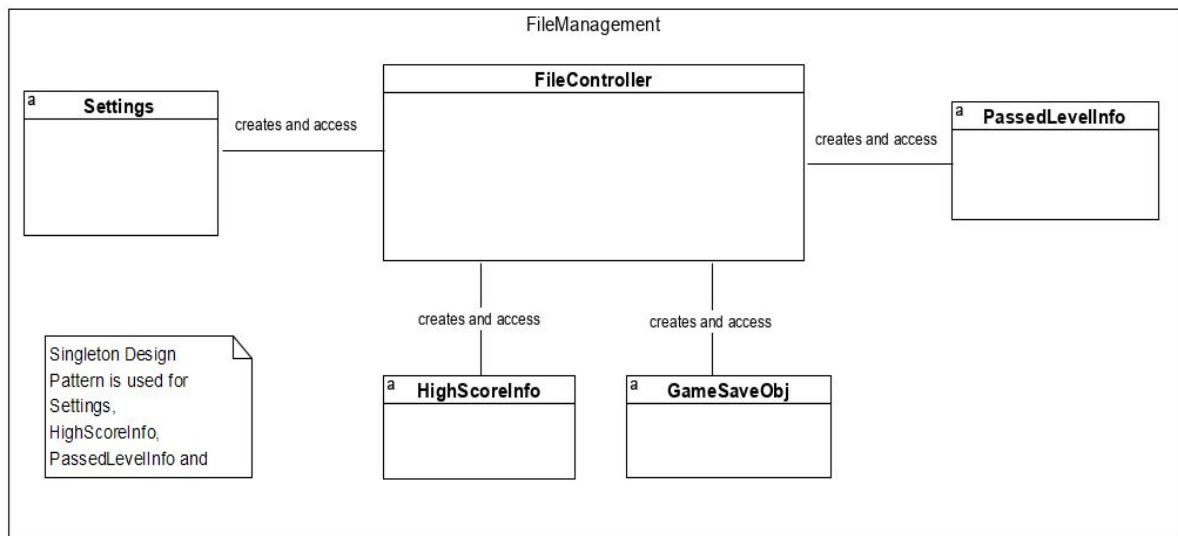 FileManagement
FileController
a
Settings
creates and access
a
PassedLevelInfo
creates and access
creates and access
creates and access
Singleton Design
Pattern is used for
Settings,
HighScoreInfo,
PassedLevelInfo and
a
HighScoreInfo
a
GameSaveObj